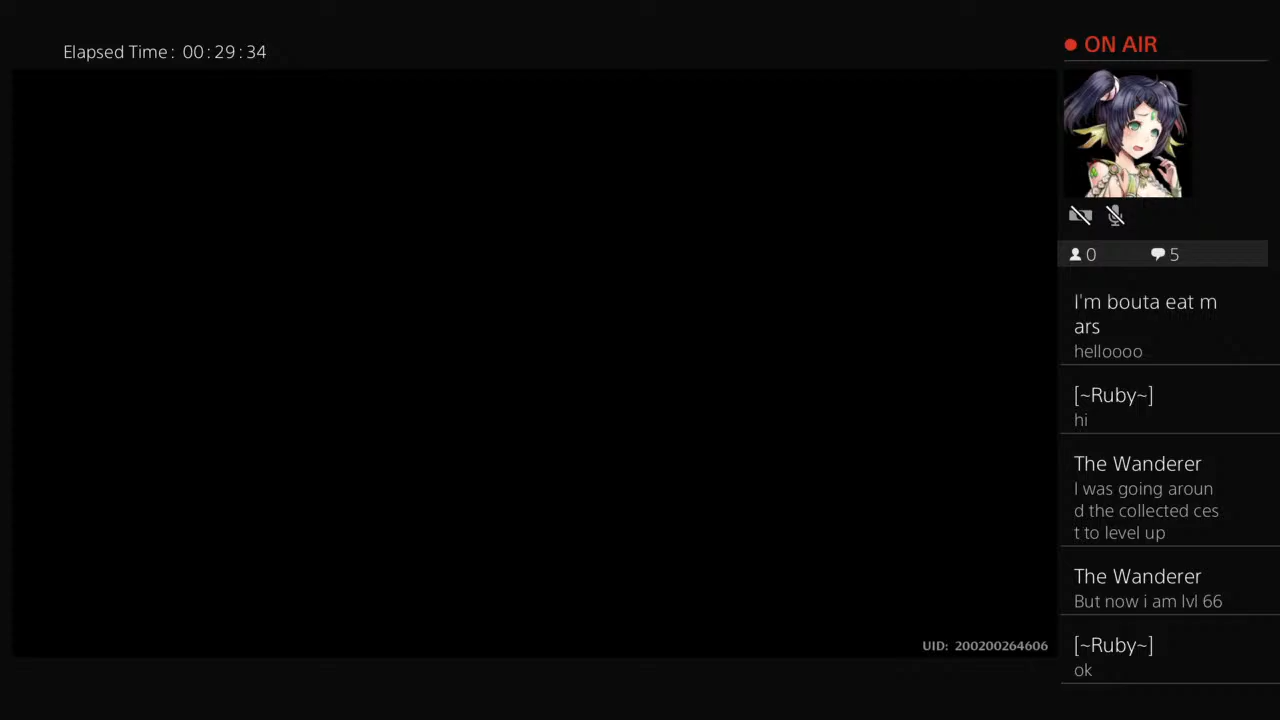 Elapsed Time: 00:29:34
ON AIR
0 5
I'm bouta eat m
ars
helloooo
[~Ruby~]
hi
The Wanderer
I was going aroun
d the collected ces
t to level up
The Wanderer
But now i am lvl 66
[~Ruby~]
ok
UID: 200200264606